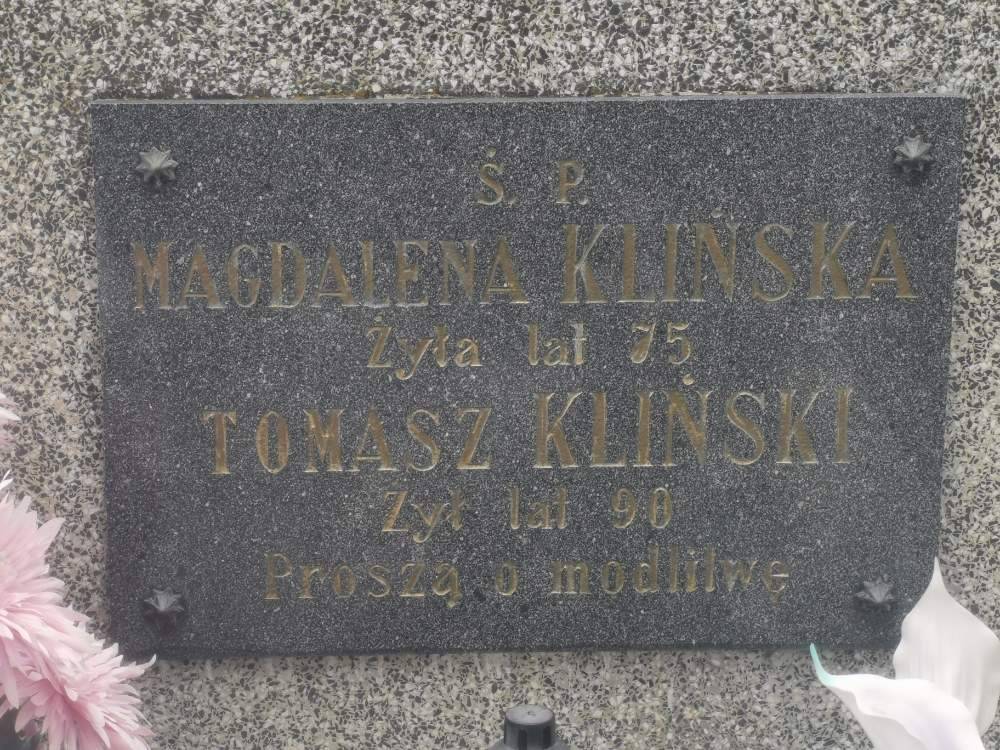 Ś. P.
MAGDALENA KLIŃSKA
Żyła lat 75
TOMASZ KLIŃSKI
Żył lat 90
Proszą o modlitwę